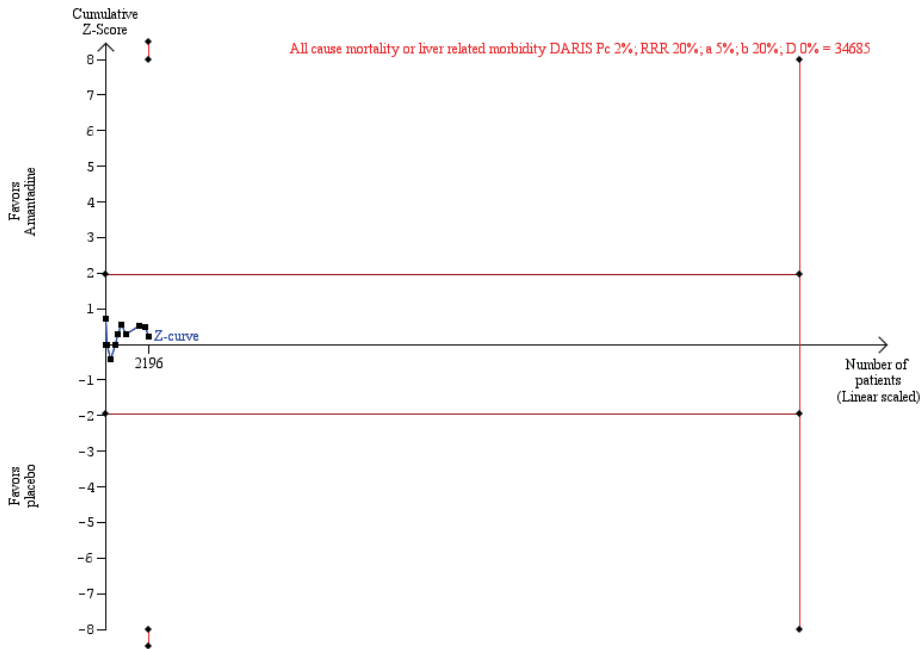 Cumulative
Z-Score
All cause mortality or liver related morbidity DARIS Pc 2%; RRR 20%; a 5%; b 20%; D 0% = 34685
8
7
6
5
4
3
2
1
-1
-2
-3
-4
-5
-6
-7
-8
Favors
Amantadine
Favors
placebo
Z-curve
2196
Number of
patients
(Linear scaled)